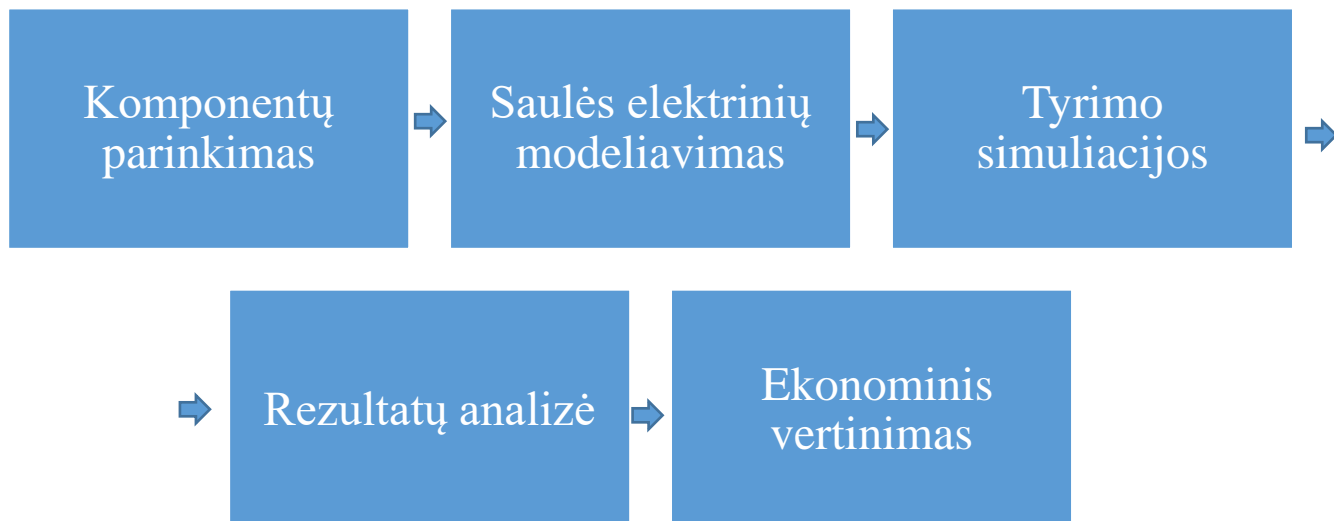 Komponentų
parinkimas
Saulės elektrinių
modeliavimas
Tyrimo
simuliacijos
Rezultatų analizė
Ekonominis
vertinimas